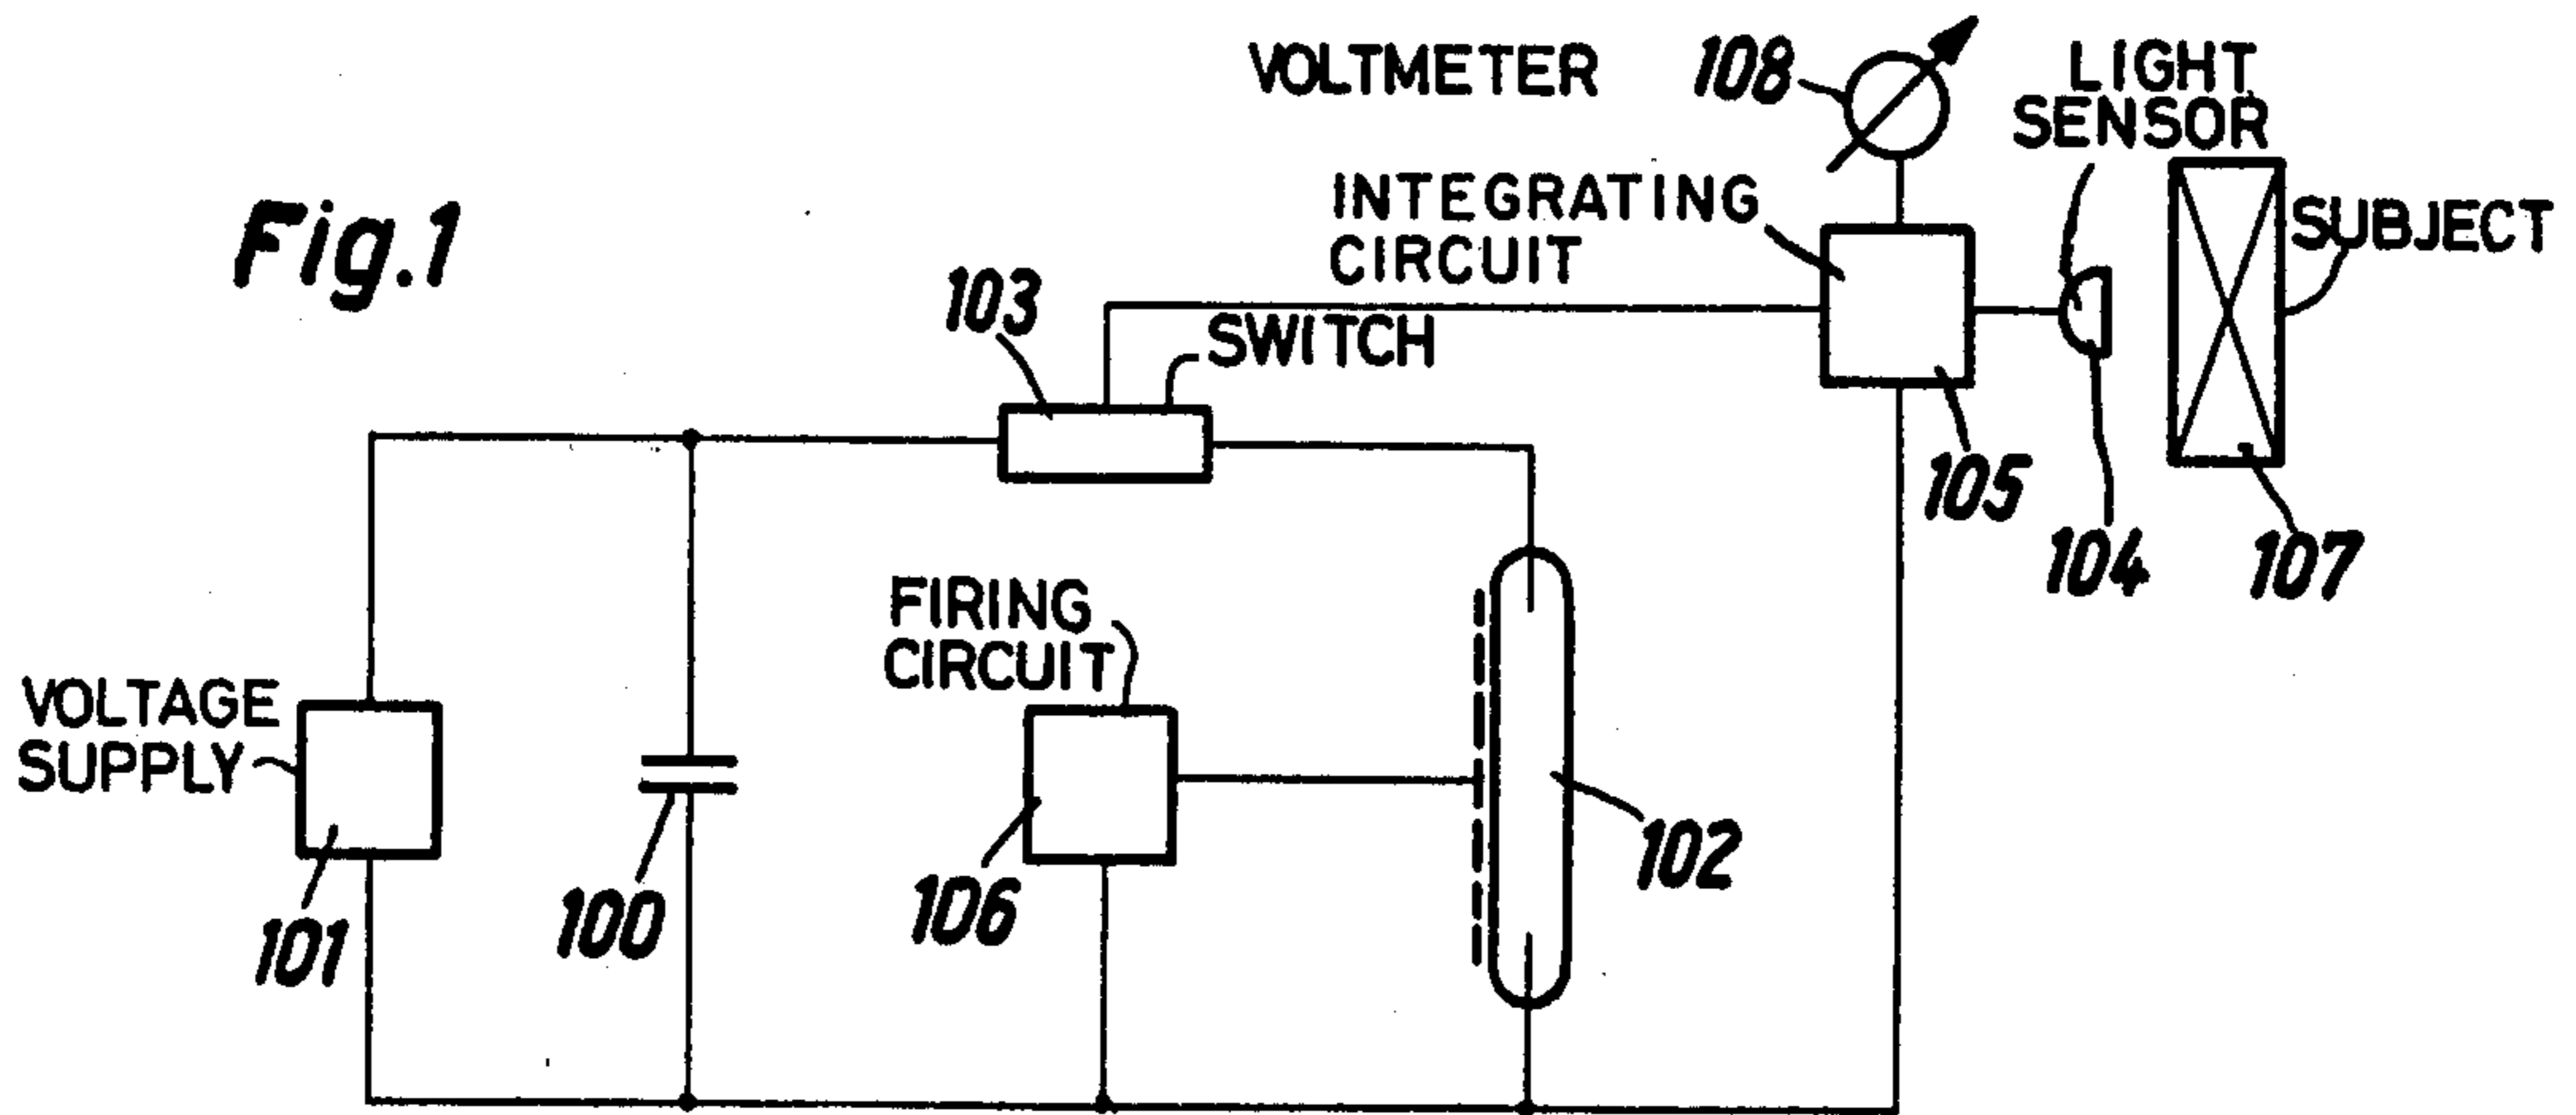 VOLTMETER 108 LIGHT
SENSOR
Fig.1
INTEGRATING
CIRCUIT
SUBJECT
103
SWITCH
105
104
107
FIRING
CIRCUIT
VOLTAGE
SUPPLY
102
101
100
106